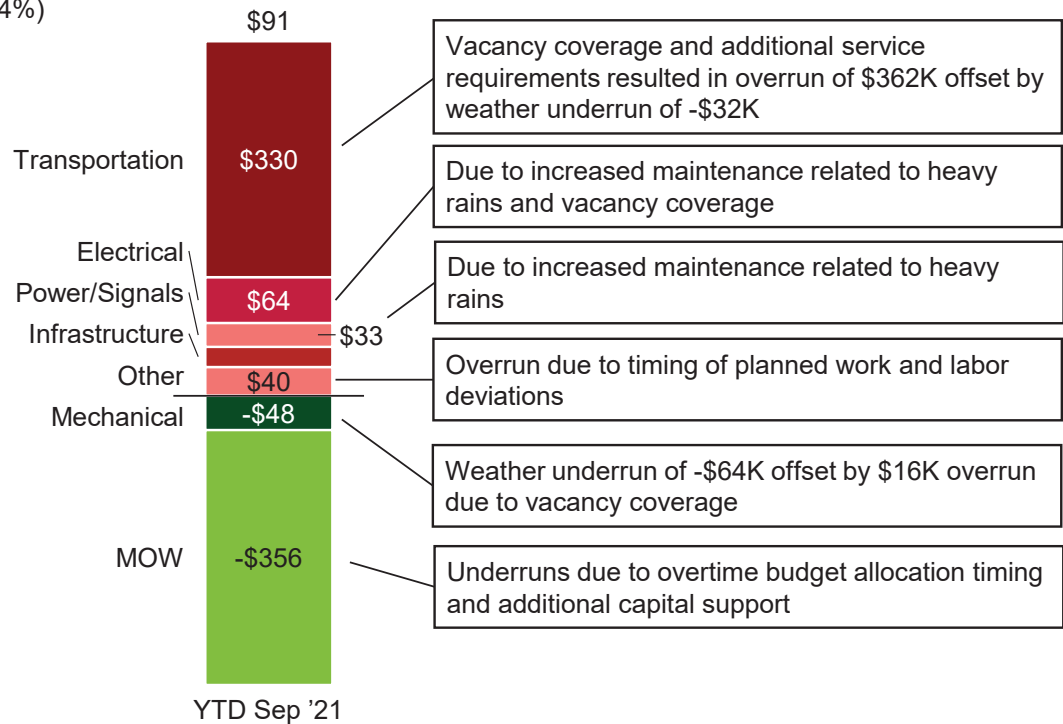 4%)
$91
Vacancy coverage and additional service
requirements resulted in overrun of $362K offset by
weather underrun of -$32K
Transportation
$330
Due to increased maintenance related to heavy
rains and vacancy coverage
Electrical
$64
Due to increased maintenance related to heavy
rains
Power/Signals
Infrastructure
$33
Other
$40
Overrun due to timing of planned work and labor
deviations
Mechanical
-$48
Weather underrun of -$64K offset by $16K overrun
due to vacancy coverage
MOW
-$356
Underruns due to overtime budget allocation timing
and additional capital support
YTD Sep ’21